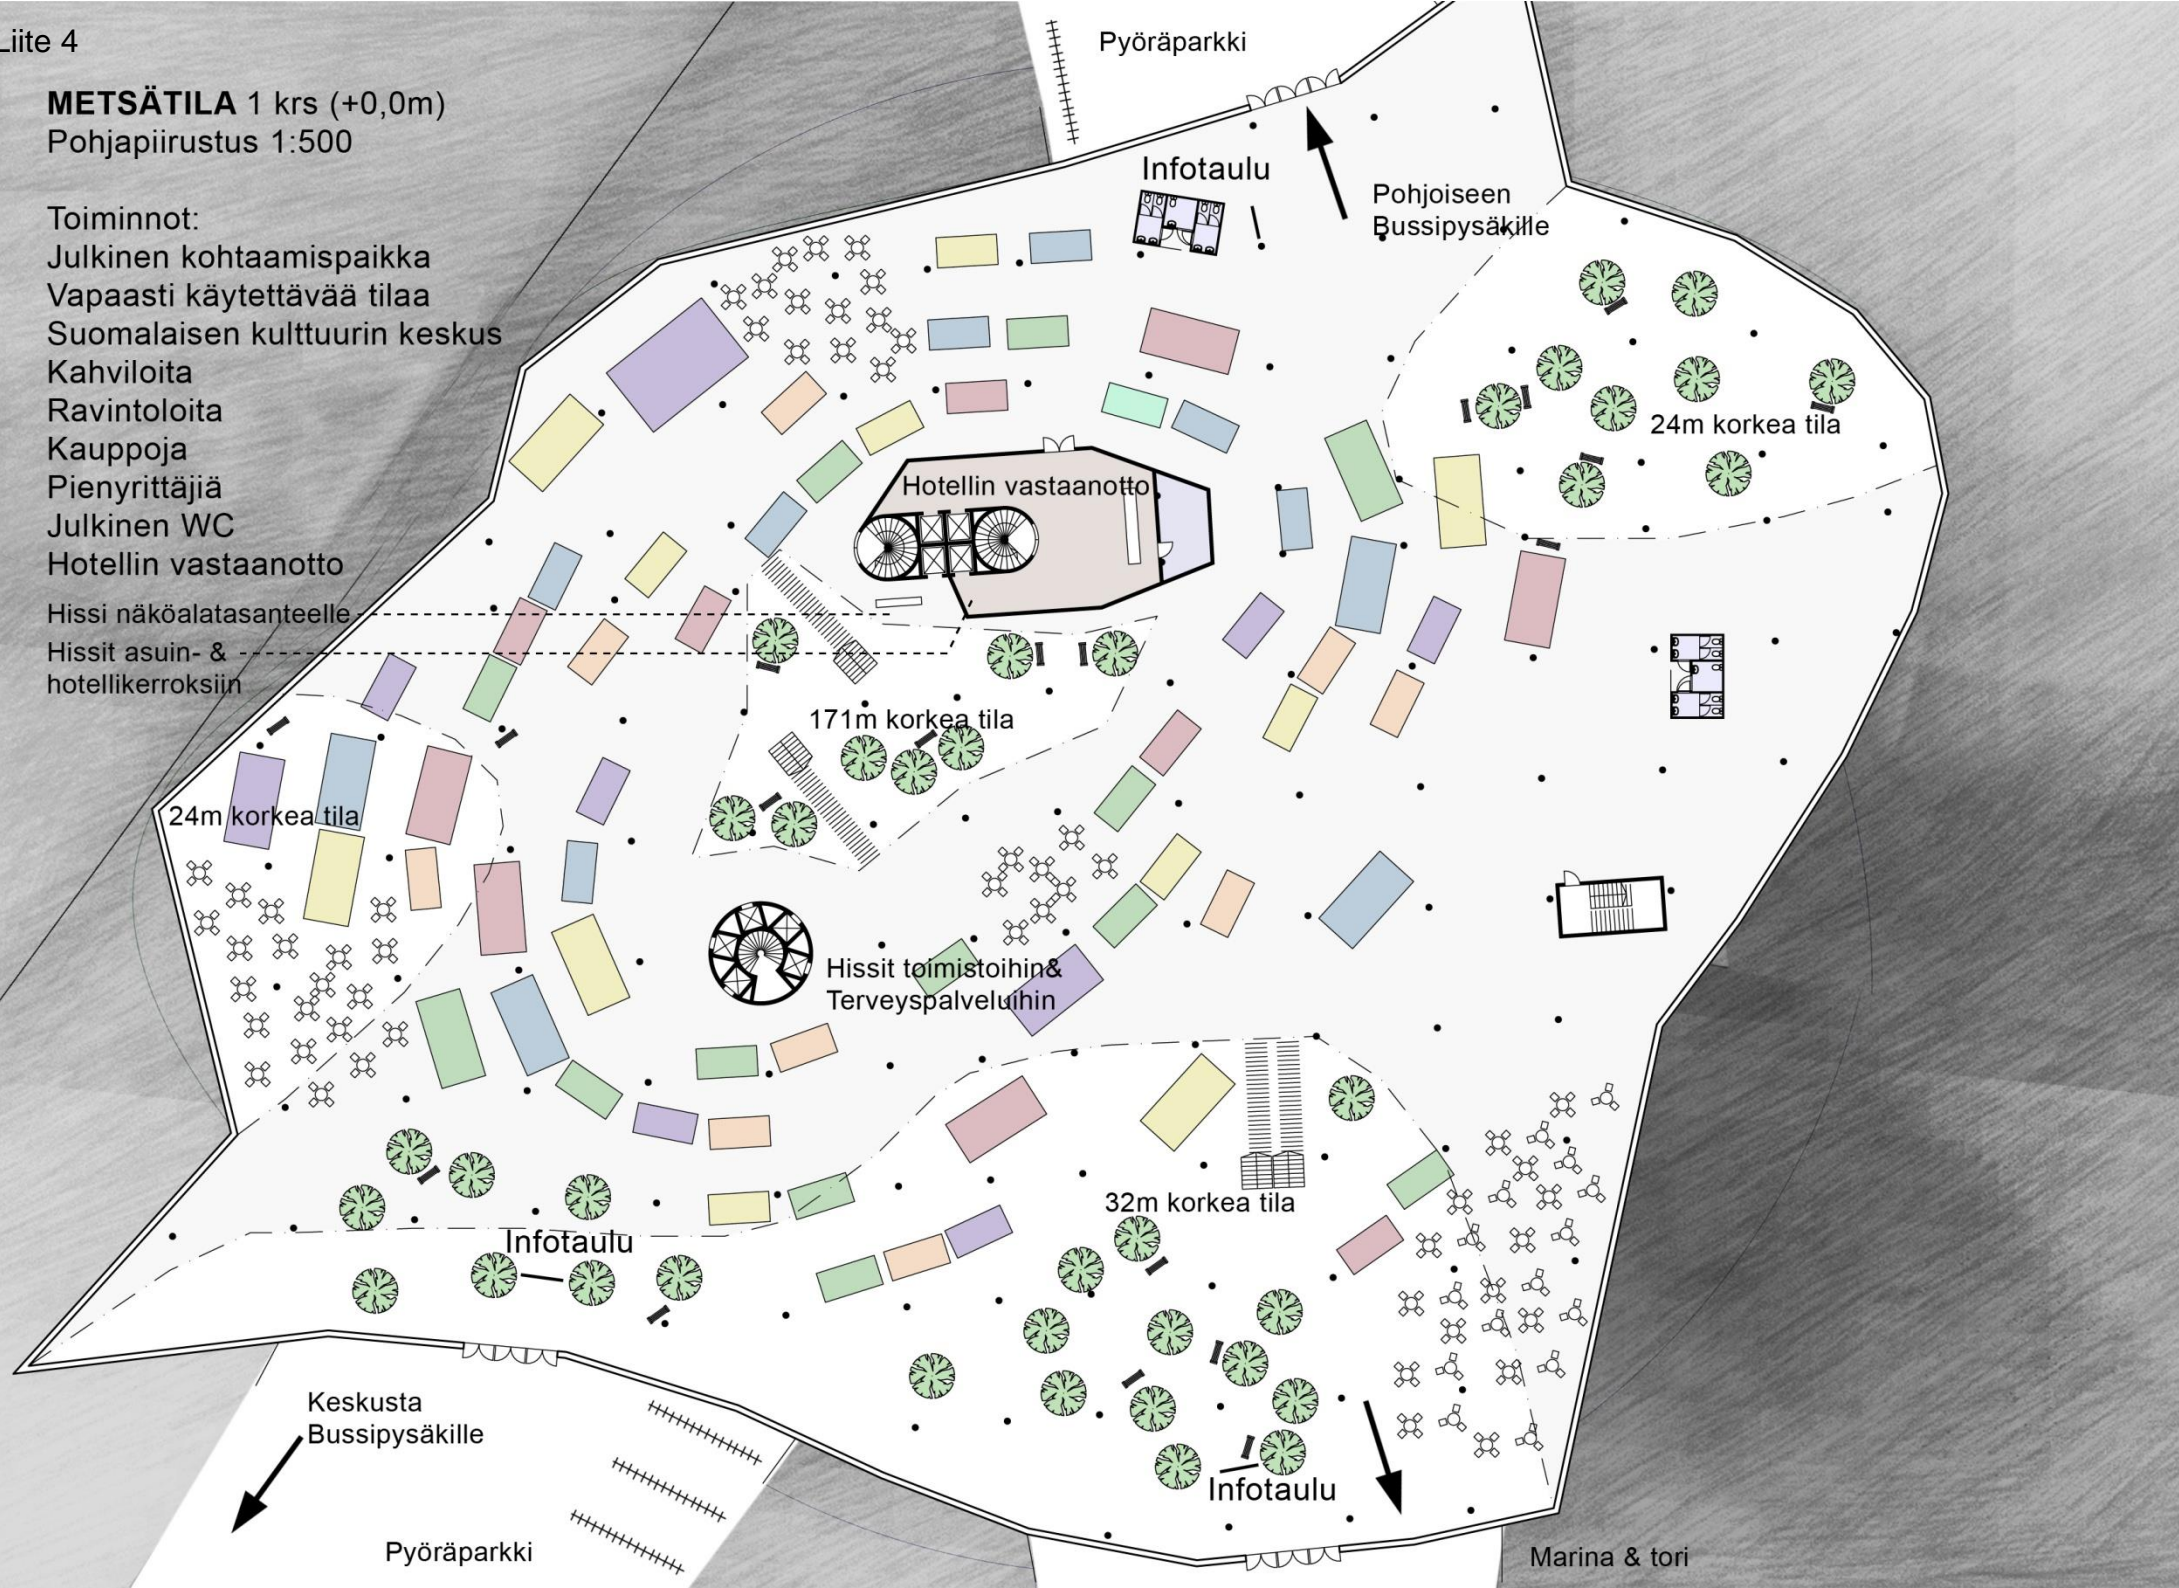 Liite 4
METSÄTILA 1 krs (+0,0m)
Pohjapiirustus 1:500
Toiminnot:
Julkinen kohtaamispaikka
Vapaasti käytettävää tilaa
Suomalaisen kulttuurin keskus
Kahviloita
Ravintoloita
Kauppoja
Pienyrittäjiä
Julkinen WC
Hotellin vastaanotto
Hissi näköalatasanteelle
Hissit asuin- &
hotellikerroksiin
Pyöräparkki
Infotaulu
Pohjoiseen
Bussipysäkille
24m korkea tila
Hotellin vastaanotto
171m korkea tila
24m korkea tila
Hissit toimistoihin&
Terveyspalveluihin
32m korkea tila
Infotaulu
Keskusta
Bussipysäkille
Infotaulu
Pyöräparkki
Marina & tori